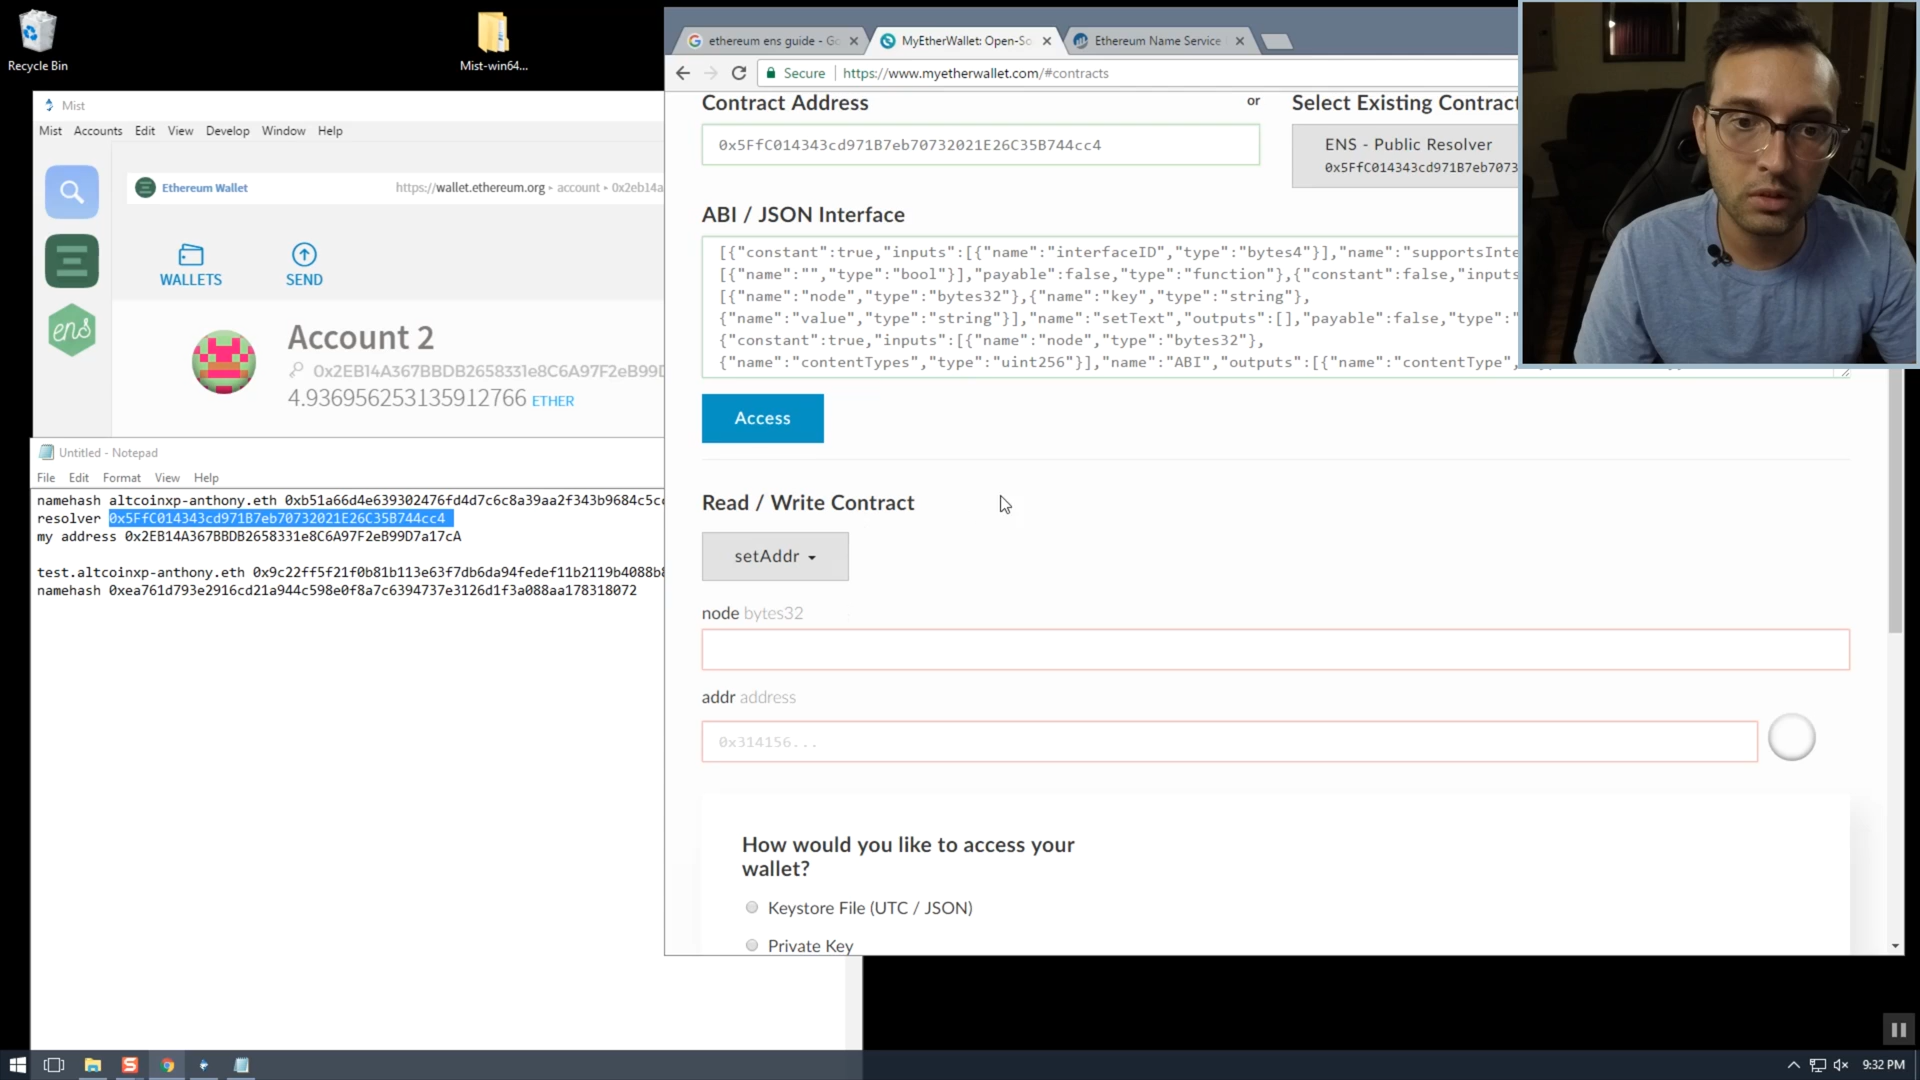 Recycle Bin
Mist-win64...
Mist
Mist Accounts Edit View Develop Window Help
Ethereum Wallet
https://wallet.ethereum.org ▸ account ▸ 0x2eb14a
ens
WALLETS
SEND
Account 2
0x2EB14A367BBDB2658331e8C6A97F2eB99D
4.936956253135912766 ETHER
Untitled - Notepad
File Edit Format View Help
namehash altcoinxp-anthony.eth 0xb51a66d4e639302476fd4d7c6c8a39aa2f343b9684c5cc
resolver 0x5FfC014343cd971B7eb70732021E26C35B744cc4
my address 0x2EB14A367BBDB2658331e8C6A97F2eB99D7a17cA
test.altcoinxp-anthony.eth 0x9c22ff5f21f0b81b113e63f7db6da94fedef11b2119b4088b8
namehash 0xea761d793e2916cd21a944c598e0f8a7c6394737e3126d1f3a088aa178318072
ethereum ens guide - Go
MyEtherWallet: Open-So
Ethereum Name Service
Secure https://www.myetherwallet.com/#contracts
Contract Address
or
Select Existing Contract
0x5FfC014343cd971B7eb70732021E26C35B744cc4
ENS - Public Resolver
0x5FfC014343cd971B7eb7073
ABI / JSON Interface
[{"constant":true,"inputs":[{"name":"interfaceID","type":"bytes4"}],"name":"supportsInte
[{"name":"","type":"bool"}],"payable":false,"type":"function"},{"constant":false,"inputs
[{"name":"node","type":"bytes32"},{"name":"key","type":"string"},
{"name":"value","type":"string"}],"name":"setText","outputs":[],"payable":false,"type":"
{"constant":true,"inputs":[{"name":"node","type":"bytes32"},
{"name":"contentTypes","type":"uint256"}],"name":"ABI","outputs":[{"name":"contentType",
Access
Read / Write Contract
setAddr
node bytes32
addr address
0x314156...
How would you like to access your
wallet?
Keystore File (UTC / JSON)
Private Key
9:32 PM